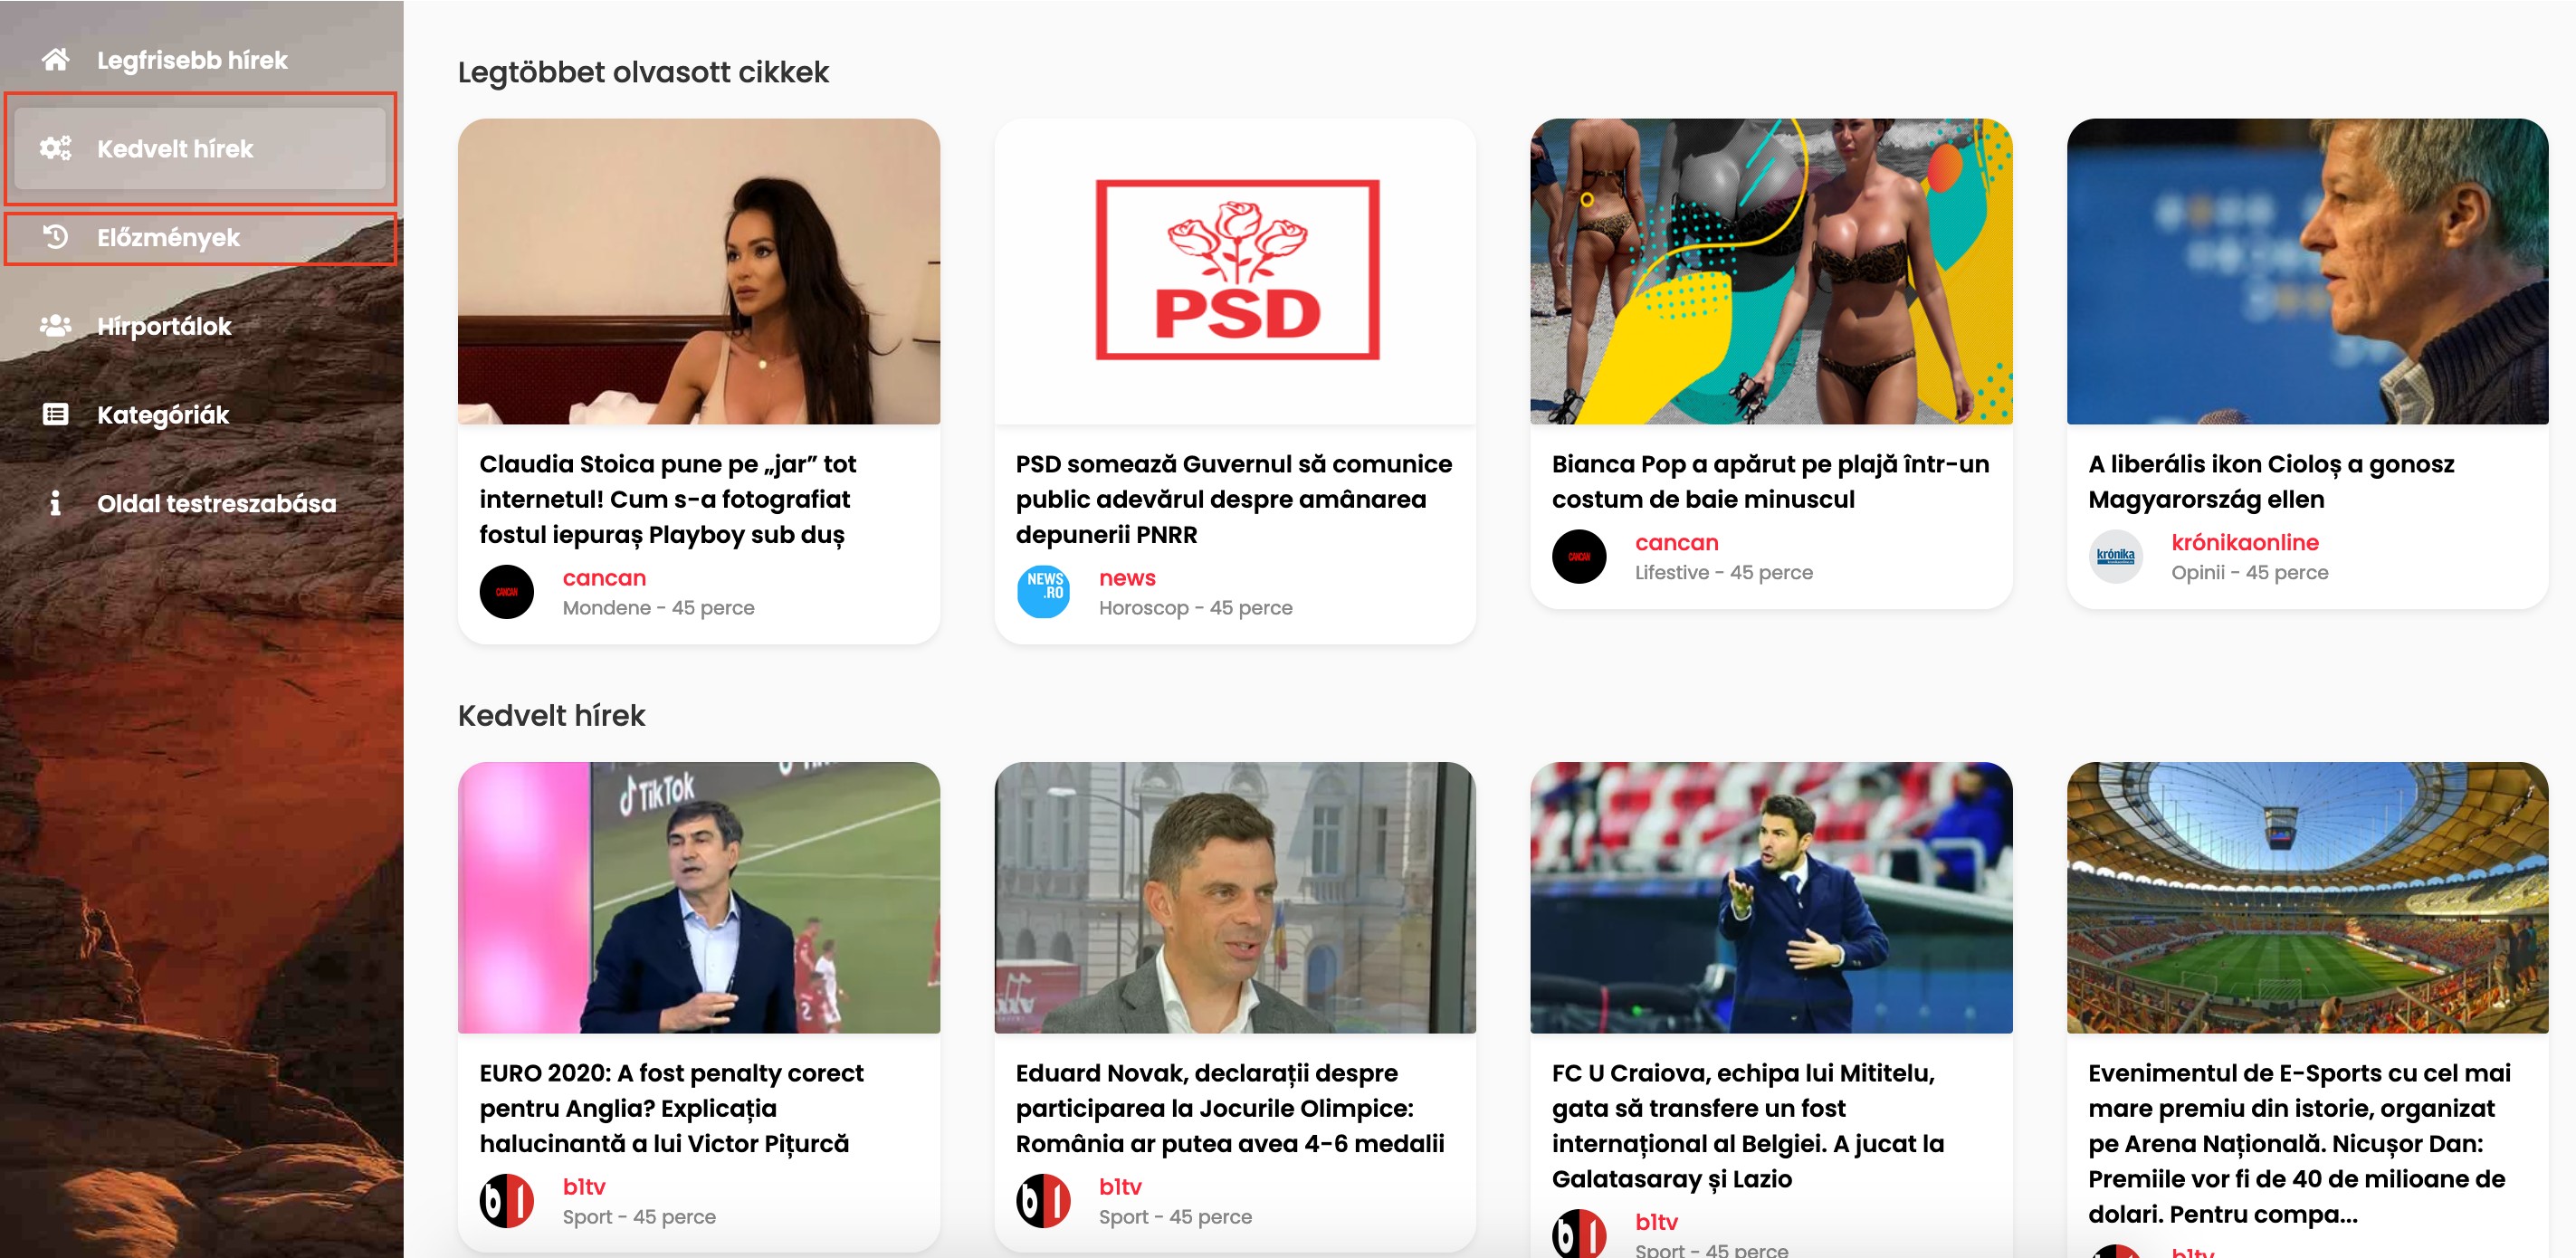 Legfrisebb hírek
Kedvelt hírek
Előzmények
Hírportálok
Kategóriák
Oldal testreszabása
Legtöbbet olvasott cikkek
PSD
Claudia Stoica pune pe „jar” tot
internetul! Cum s-a fotografiat
fostul iepuraș Playboy sub duș
CANCAN
cancan
Mondene - 45 perce
PSD somează Guvernul să comunice
public adevărul despre amânarea
depunerii PNRR
NEWS
.RO
news
Horoscop - 45 perce
Bianca Pop a apărut pe plajă într-un
costum de baie minuscul
CANCAN
cancan
Lifestive - 45 perce
A liberális ikon Cioloș a gonosz
Magyarország ellen
krónika
krónikaonline
Opinii - 45 perce
Kedvelt hírek
TikTok
EURO 2020: A fost penalty corect
pentru Anglia? Explicația
halucinantă a lui Victor Pițurcă
b1
b1tv
Sport - 45 perce
Eduard Novak, declarații despre
participarea la Jocurile Olimpice:
România ar putea avea 4-6 medalii
b1
b1tv
Sport - 45 perce
FC U Craiova, echipa lui Mititelu,
gata să transfere un fost
internațional al Belgiei. A jucat la
Galatasaray și Lazio
b1
b1tv
Sport - 45 perce
Evenimentul de E-Sports cu cel mai
mare premiu din istorie, organizat
pe Arena Națională. Nicușor Dan:
Premiile vor fi de 40 de milioane de
dolari. Pentru compa...
b1tv